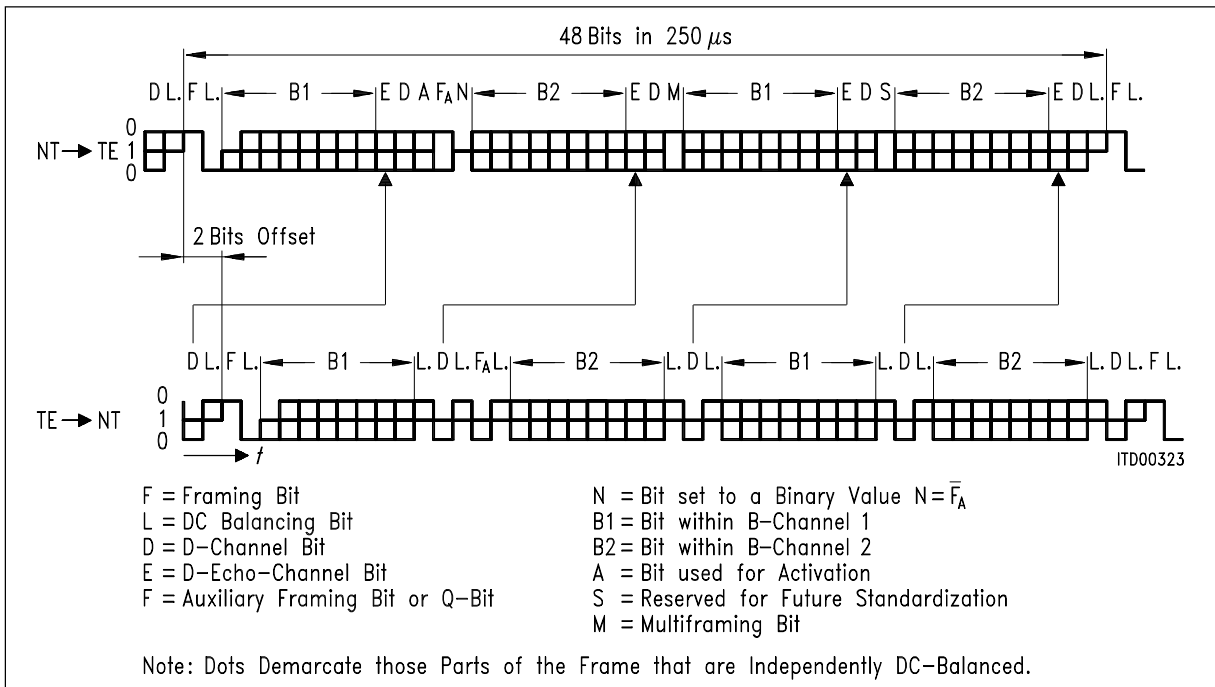 48 Bits in 250 μs
D L. F L. B1 E D A FA N B2 E D M B1 E D S B2 E D L. F L.
0
NT → TE 1
0
2 Bits Offset
D L. F L. B1 L. D L. FA L. B2 L. D L. B1 L. D L. B2 L. D L. F L.
0
TE → NT 1
0
t
ITD00323
F = Framing Bit
L = DC Balancing Bit
D = D-Channel Bit
E = D-Echo-Channel Bit
F = Auxiliary Framing Bit or Q-Bit
N = Bit set to a Binary Value N = F̅A
B1 = Bit within B-Channel 1
B2 = Bit within B-Channel 2
A = Bit used for Activation
S = Reserved for Future Standardization
M = Multiframing Bit
Note: Dots Demarcate those Parts of the Frame that are Independently DC-Balanced.